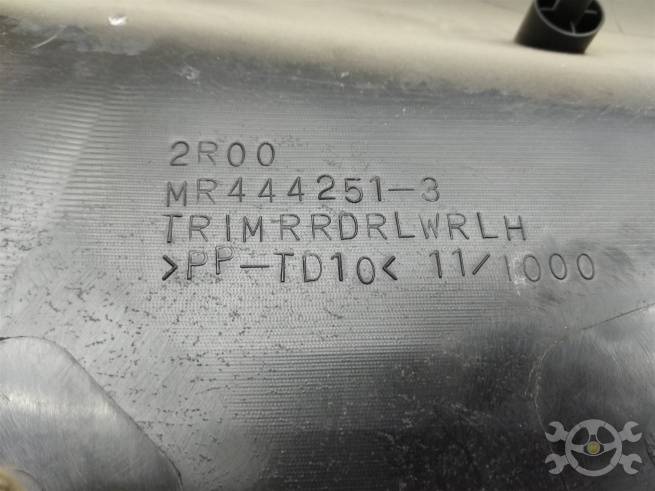 2R00
MR444251-3
TRIMRRDRLWRLH
>PP-TD10< 11/1000